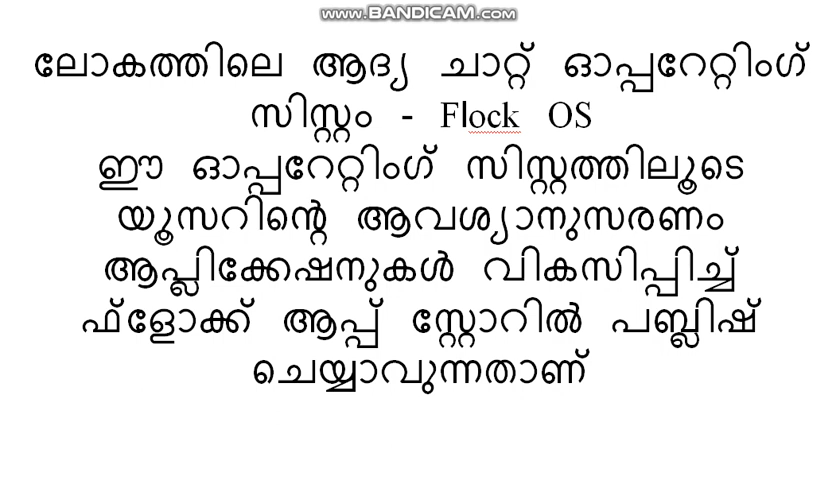 www.BANDICAM.com
ലോകത്തിലെ ആദ്യ ചാറ്റ് ഓപ്പറേറ്റിംഗ്
സിസ്റ്റം - Flock OS
ഈ ഓപ്പറേറ്റിംഗ് സിസ്റ്റത്തിലൂടെ
യൂസറിന്റെ ആവശ്യാനുസരണം
ആപ്ലിക്കേഷനുകൾ വികസിപ്പിച്ച്
ഫ്ളോക്ക് ആപ്പ് സ്റ്റോറിൽ പബ്ലിഷ്
ചെയ്യാവുന്നതാണ്